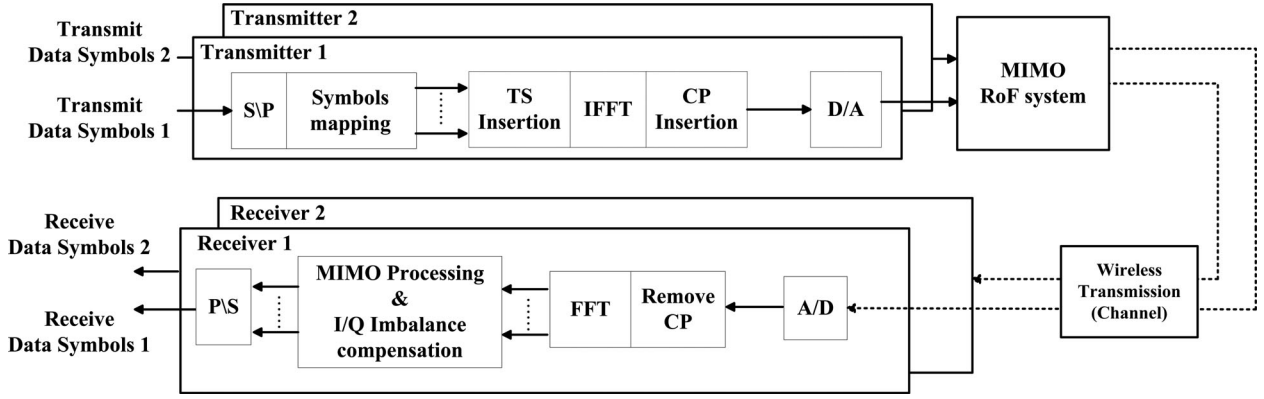 Transmitter 2
Transmit
Data Symbols 2
Transmitter 1
Transmit
Data Symbols 1
S\P
Symbols
mapping
TS
Insertion
IFFT
CP
Insertion
D/A
MIMO
RoF system
Receiver 2
Receive
Data Symbols 2
Receiver 1
Receive
Data Symbols 1
P\S
MIMO Processing
&
I/Q Imbalance
compensation
FFT
Remove
CP
A/D
Wireless
Transmission
(Channel)